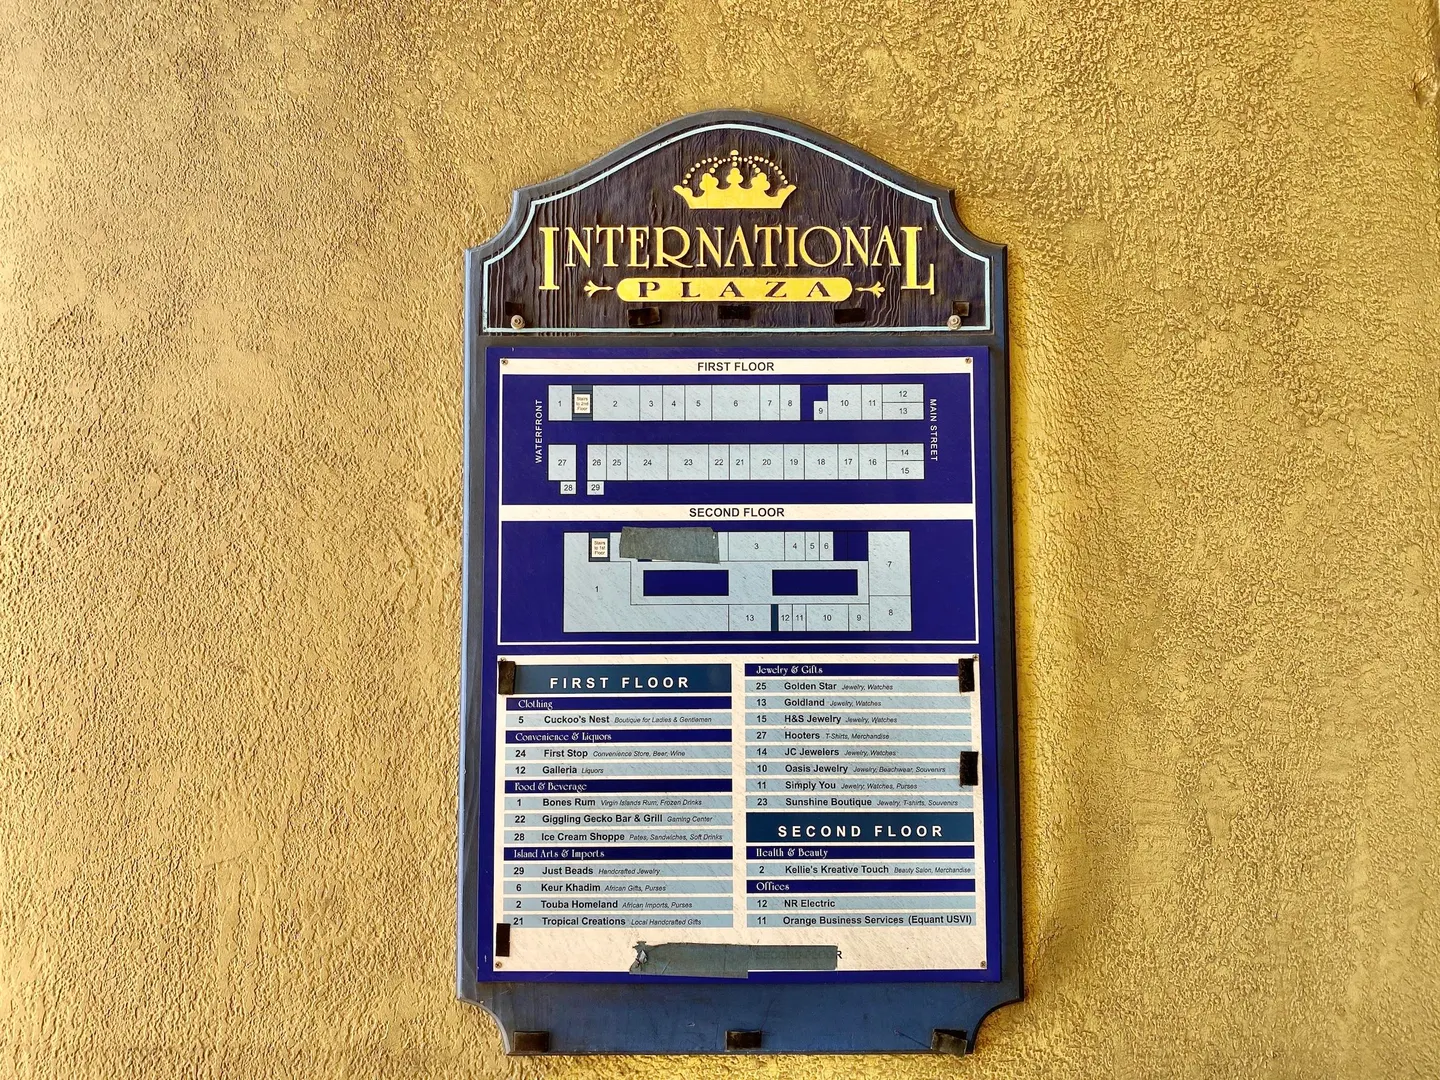 INTERNATIONAL
PLAZA
FIRST FLOOR
WATERFRONT
MAIN STREET
1 Stairs to 2nd Floor 2 3 4 5 6 7 8 9 10 11 12
13
27 26 25 24 23 22 21 20 19 18 17 16 14
15
28 29
SECOND FLOOR
Stairs to 1st Floor 3 4 5 6
7
1
13 12 11 10 9 8
FIRST FLOOR
Clothing
5 Cuckoo's Nest Boutique for Ladies & Gentlemen
Convenience & Liquors
24 First Stop Convenience Store, Beer, Wine
12 Galleria Liquors
Food & Beverage
1 Bones Rum Virgin Islands Rum, Frozen Drinks
22 Giggling Gecko Bar & Grill Gaming Center
28 Ice Cream Shoppe Pates, Sandwiches, Soft Drinks
Island Arts & Imports
29 Just Beads Handcrafted Jewelry
6 Keur Khadim African Gifts, Purses
2 Touba Homeland African Imports, Purses
21 Tropical Creations Local Handcrafted Gifts
Jewelry & Gifts
25 Golden Star Jewelry, Watches
13 Goldland Jewelry, Watches
15 H&S Jewelry Jewelry, Watches
27 Hooters T-Shirts, Merchandise
14 JC Jewelers Jewelry, Watches
10 Oasis Jewelry Jewelry, Beachwear, Souvenirs
11 Simply You Jewelry, Watches, Purses
23 Sunshine Boutique Jewelry, T-shirts, Souvenirs
SECOND FLOOR
Health & Beauty
2 Kellie's Kreative Touch Beauty Salon, Merchandise
Offices
12 NR Electric
11 Orange Business Services (Equant USVI)